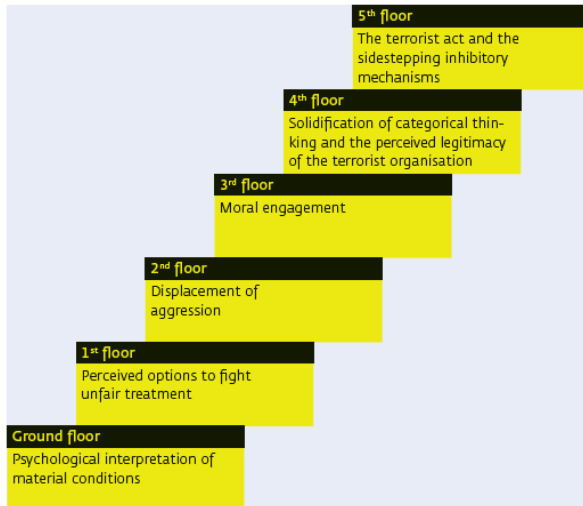 5th floor
The terrorist act and the
sidestepping inhibitory
mechanisms
4th floor
Solidification of categorical thin-
king and the perceived legitimacy
of the terrorist organisation
3rd floor
Moral engagement
2nd floor
Displacement of
aggression
1st floor
Perceived options to fight
unfair treatment
Ground floor
Psychological interpretation of
material conditions